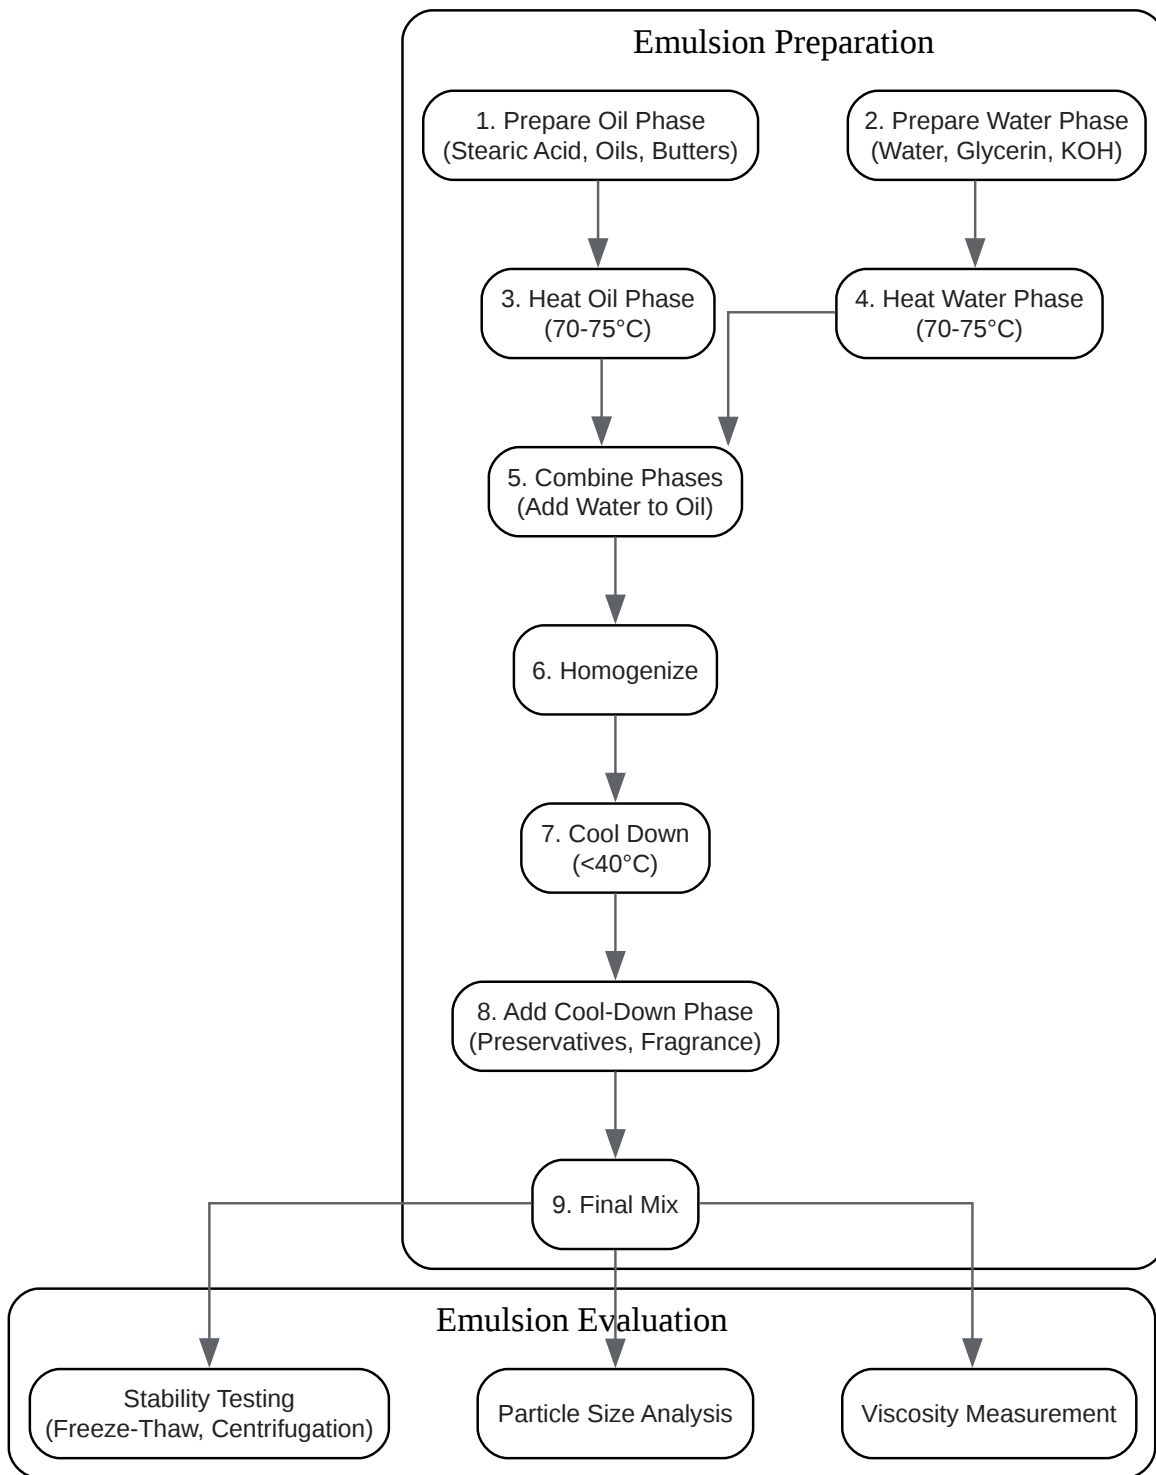 Emulsion Preparation
1. Prepare Oil Phase
(Stearic Acid, Oils, Butters)
2. Prepare Water Phase
(Water, Glycerin, KOH)
3. Heat Oil Phase
(70-75°C)
4. Heat Water Phase
(70-75°C)
5. Combine Phases
(Add Water to Oil)
6. Homogenize
7. Cool Down
(<40°C)
8. Add Cool-Down Phase
(Preservatives, Fragrance)
9. Final Mix
Emulsion Evaluation
Stability Testing
(Freeze-Thaw, Centrifugation)
Particle Size Analysis
Viscosity Measurement